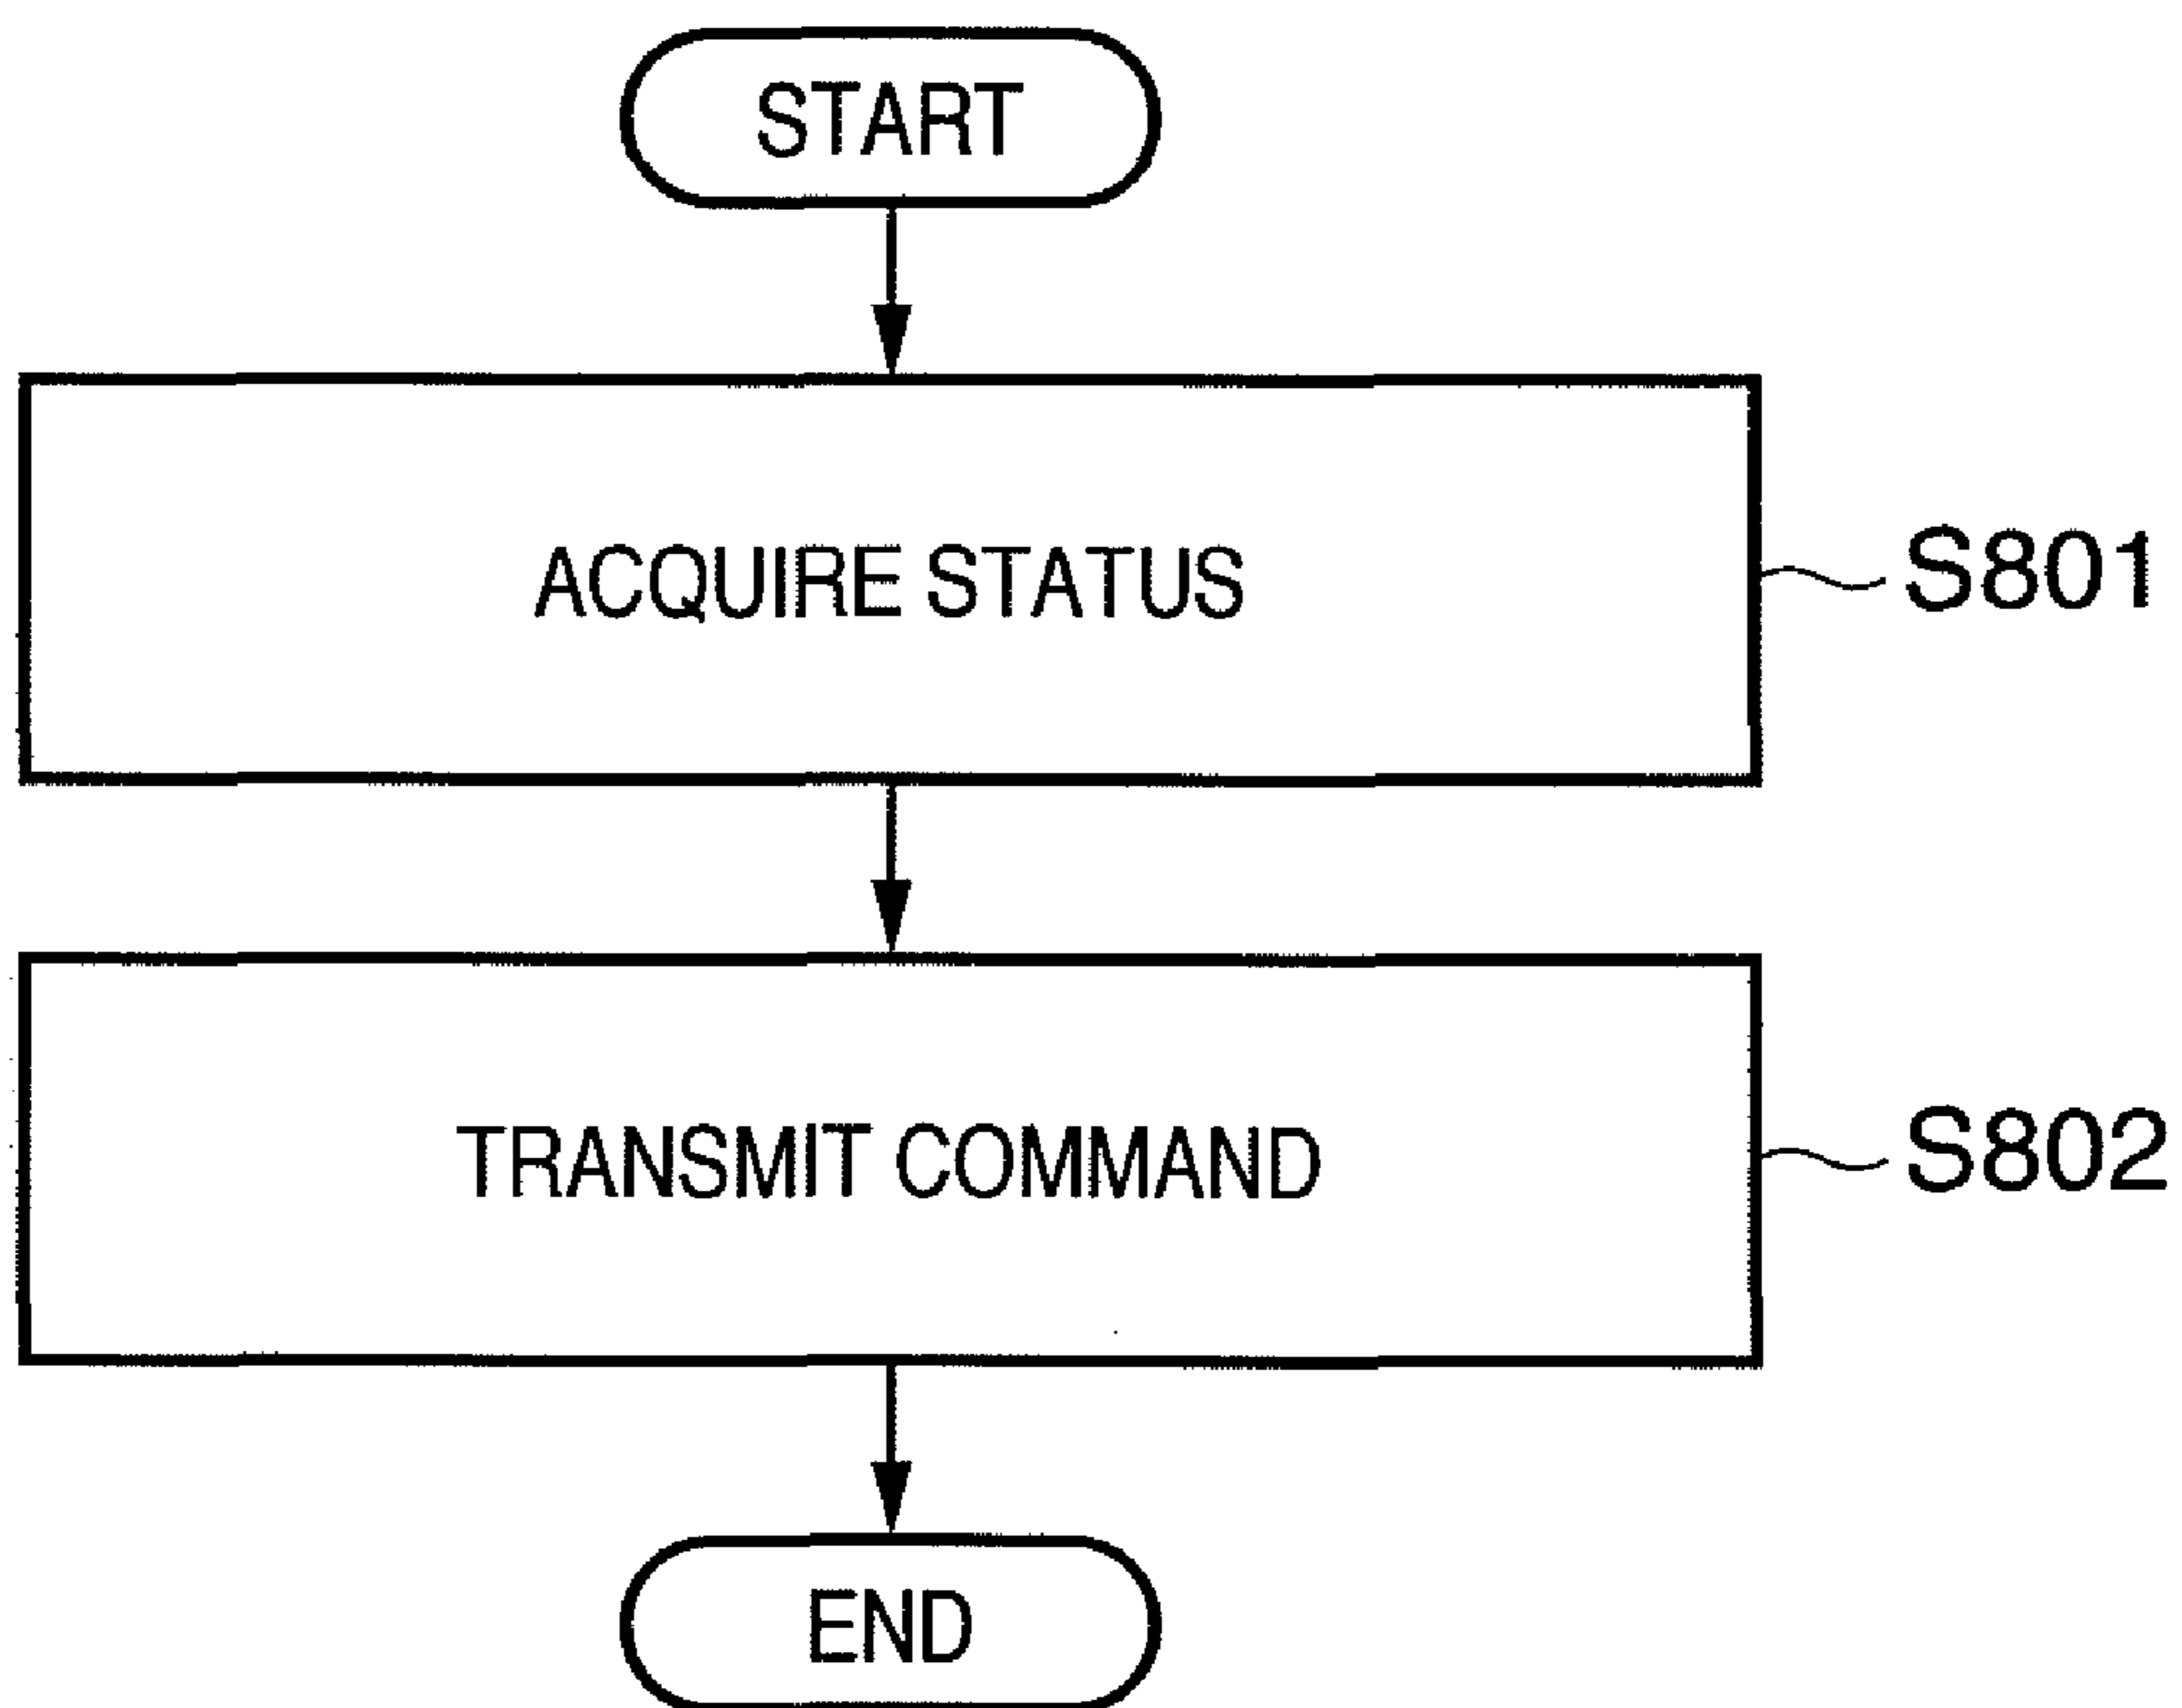 START
ACQUIRE STATUS
S801
TRANSMIT COMMAND
S802
END